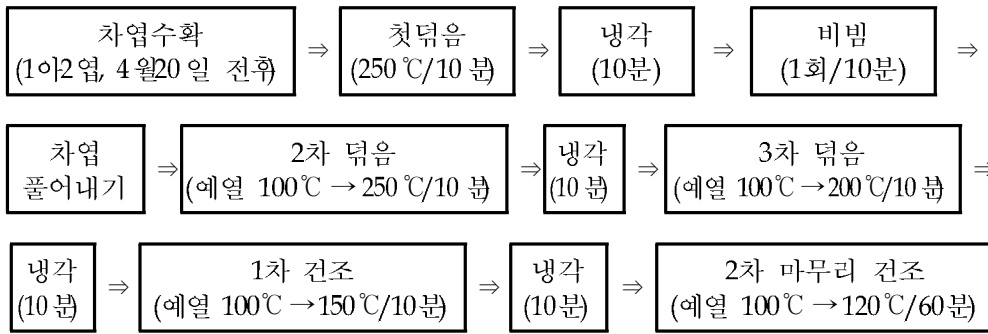 차엽수확 ⇒ 첫덖음 ⇒ 냉각 ⇒ 비빔 ⇒
(1아2엽, 4월20일 전후) (250℃/10분) (10분) (1회/10분)
차엽 ⇒ 2차 덖음 ⇒ 냉각 ⇒ 3차 덖음 ⇒
풀어내기 (예열 100℃→250℃/10분) (10분) (예열 100℃→200℃/10분)
냉각 ⇒ 1차 건조 ⇒ 냉각 ⇒ 2차 마무리 건조
(10분) (예열 100℃→150℃/10분) (10분) (예열 100℃→120℃/60분)